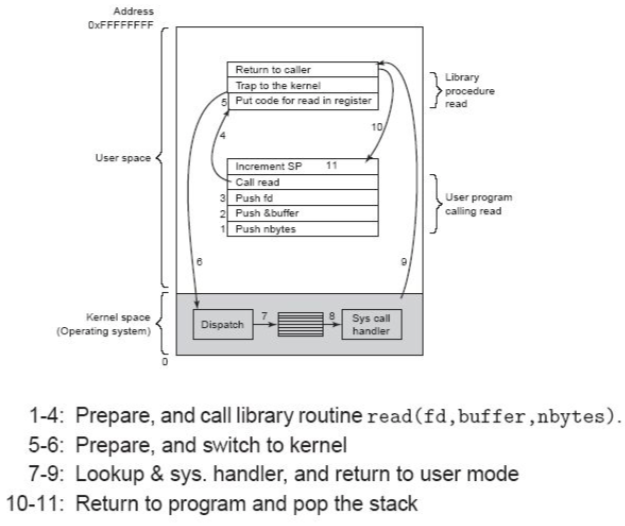 Address
0xFFFFFFFF
Return to caller
Trap to the kernel
5 Put code for read in register
Library
procedure
read
4
10
User space
Increment SP 11
Call read
3 Push fd
2 Push &buffer
1 Push nbytes
User program
calling read
6
9
Kernel space
(Operating system)
Dispatch
7
8
Sys call
handler
0
1-4: Prepare, and call library routine read(fd,buffer,nbytes).
5-6: Prepare, and switch to kernel
7-9: Lookup & sys. handler, and return to user mode
10-11: Return to program and pop the stack